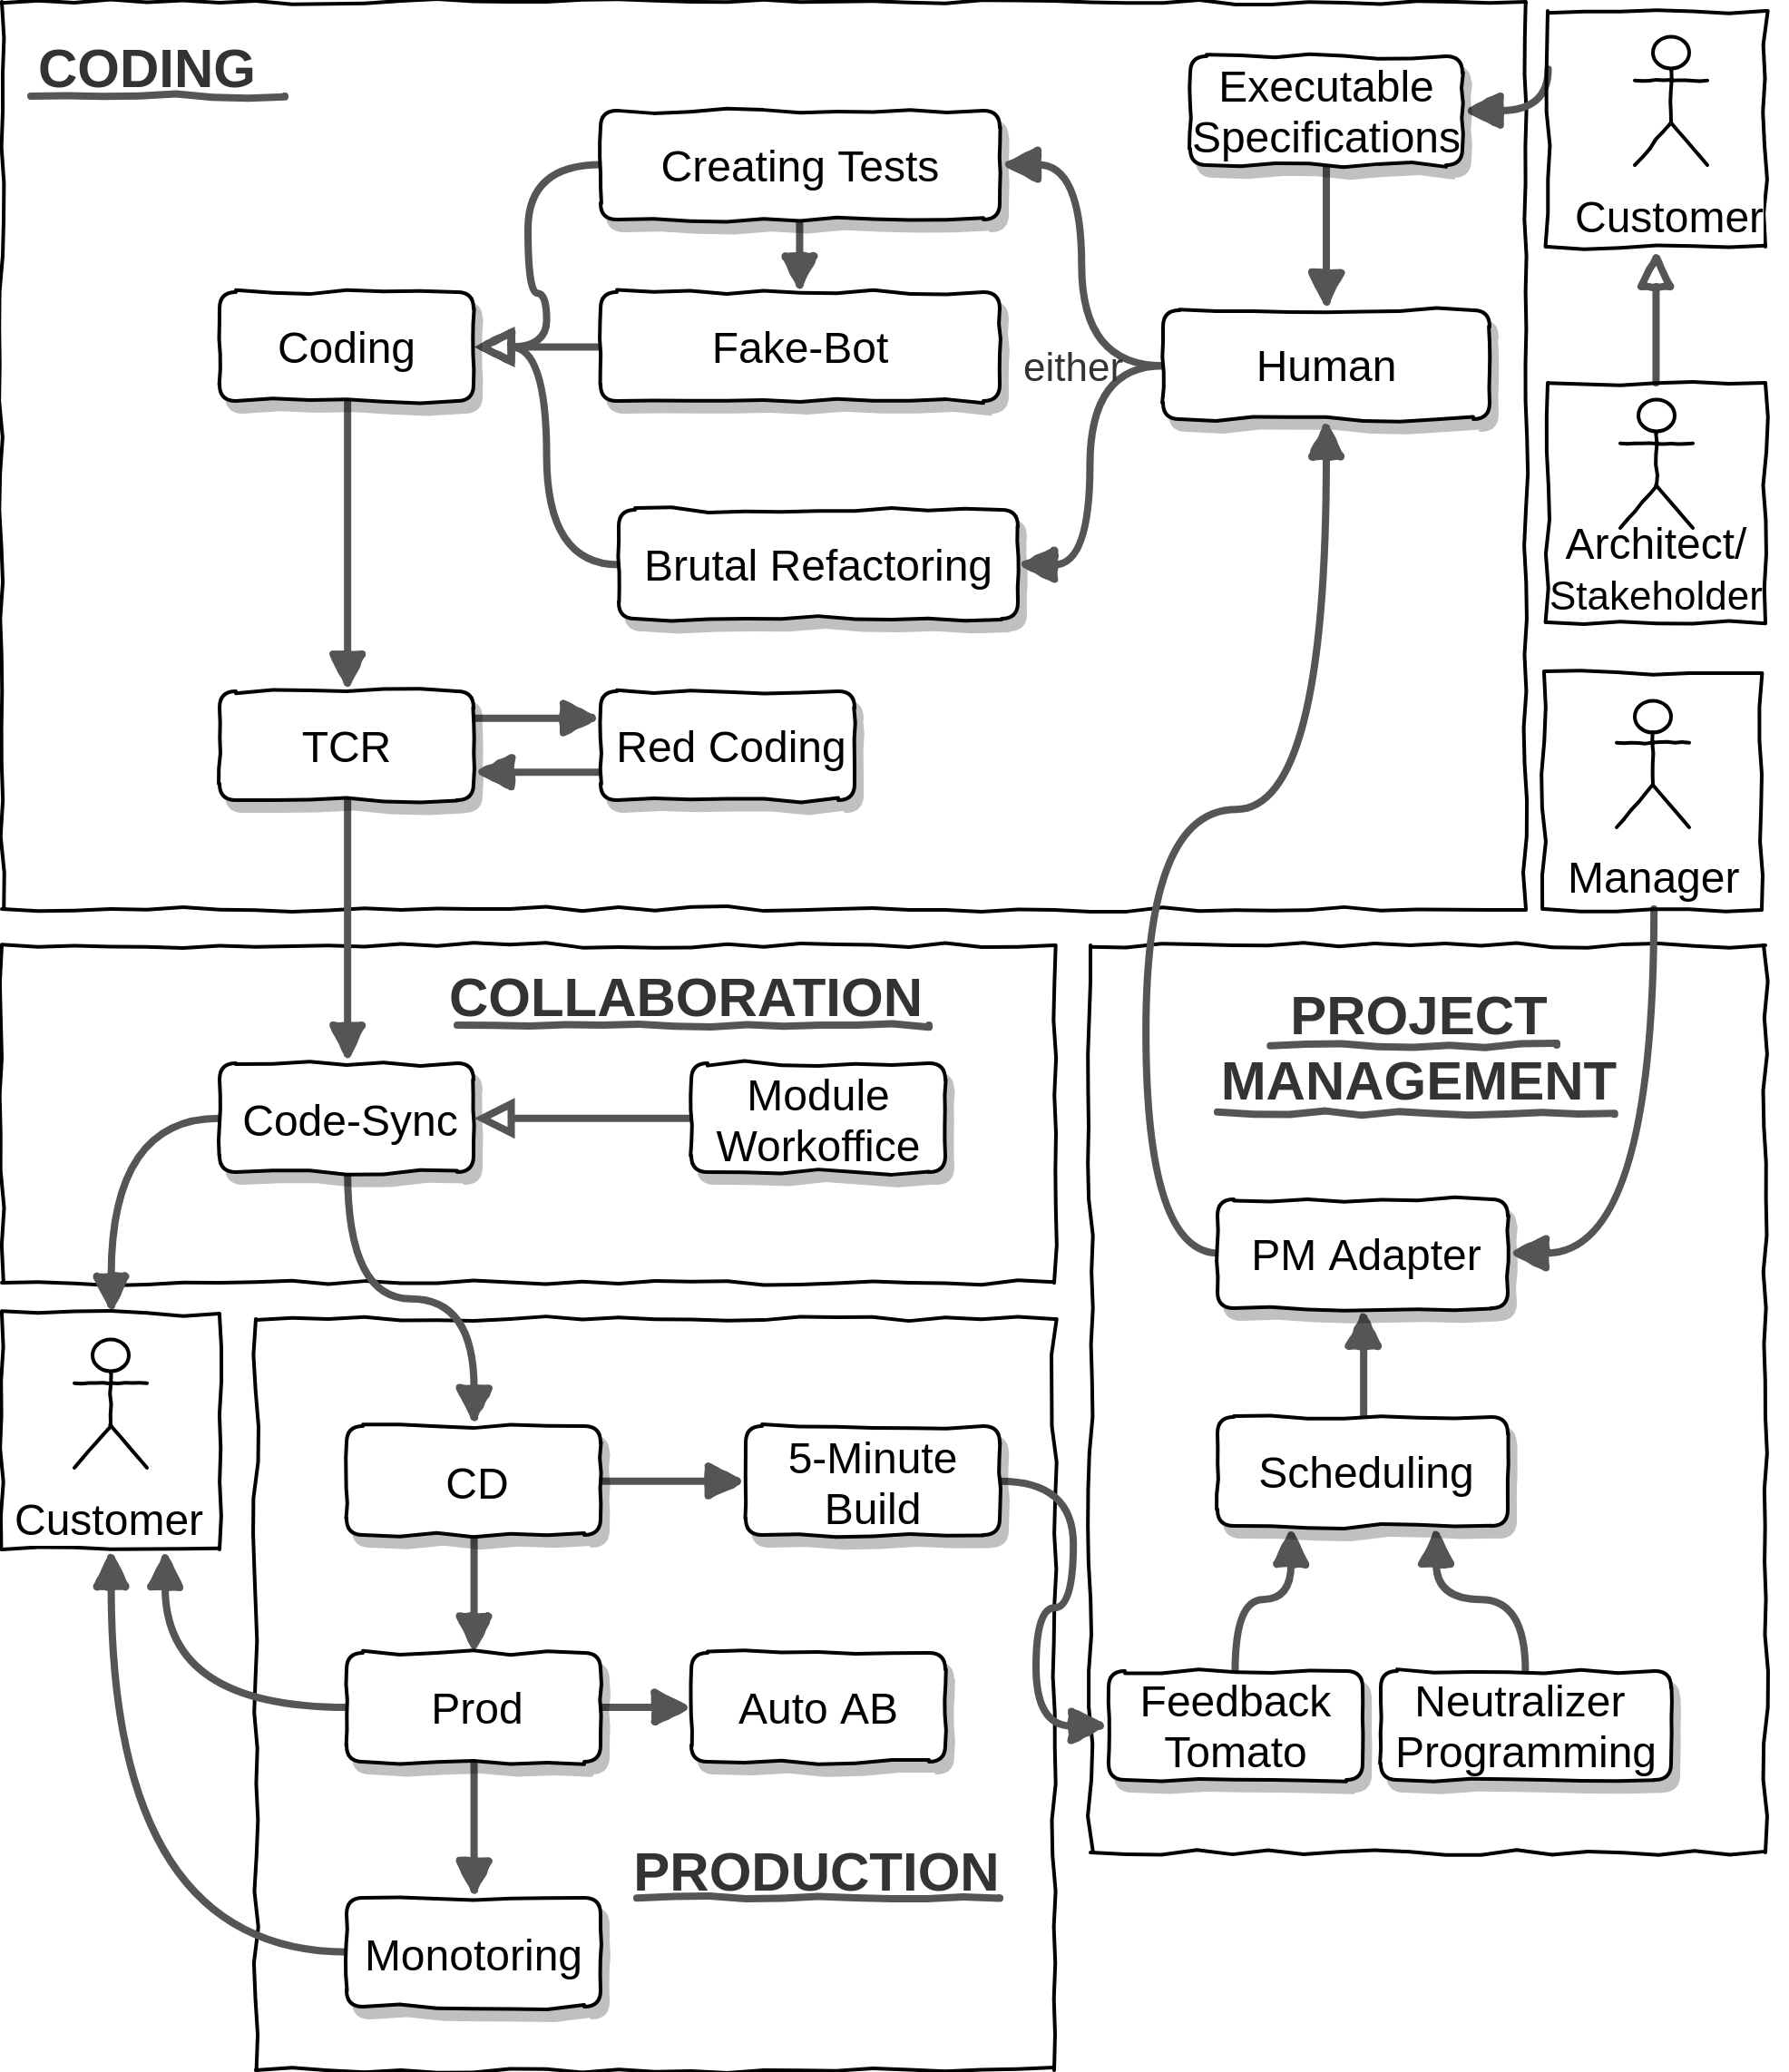 CODING
Executable
Specifications
Customer
Creating Tests
Coding
Fake-Bot
either
Human
Architect/
Stakeholder
Brutal Refactoring
TCR
Red Coding
Manager
COLLABORATION
Code-Sync
Module
Workoffice
PROJECT
MANAGEMENT
PM Adapter
Customer
CD
5-Minute
Build
Scheduling
Prod
Auto AB
Feedback
Tomato
Neutralizer
Programming
PRODUCTION
Monotoring